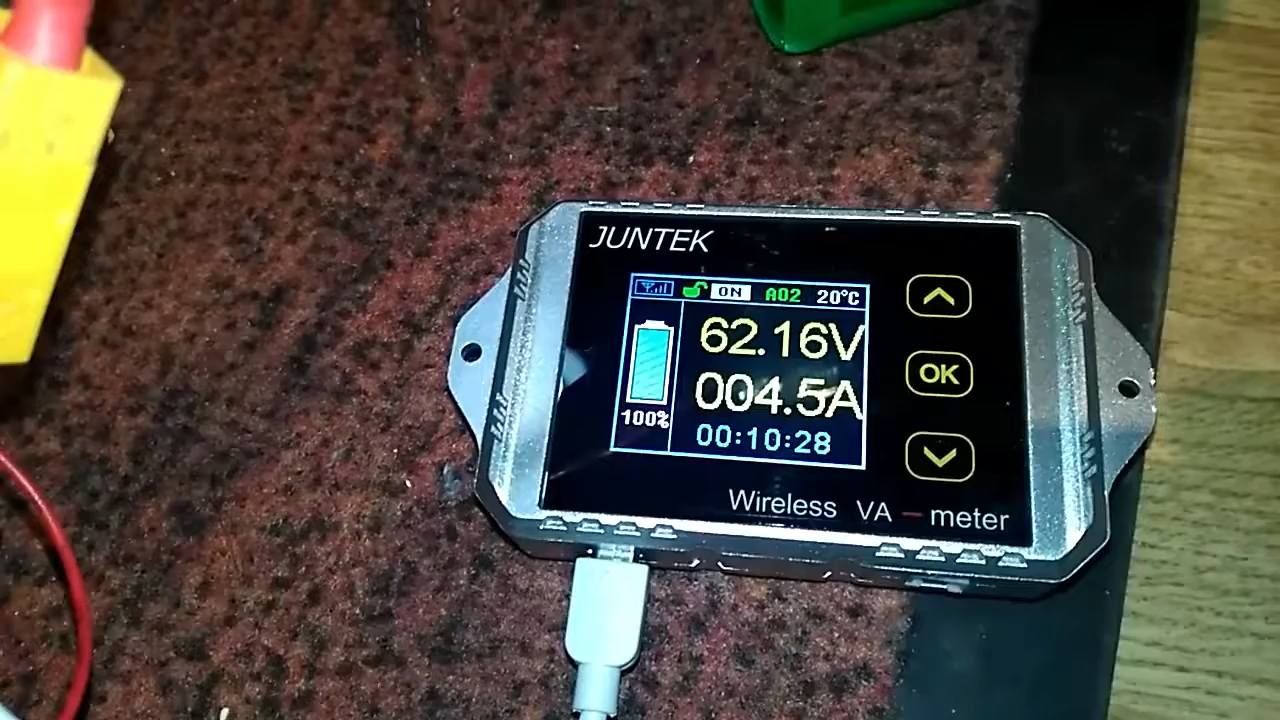 JUNTEK
ON A02 20°C
62.16V
004.5A
100%
00:10:28
OK
Wireless VA-meter